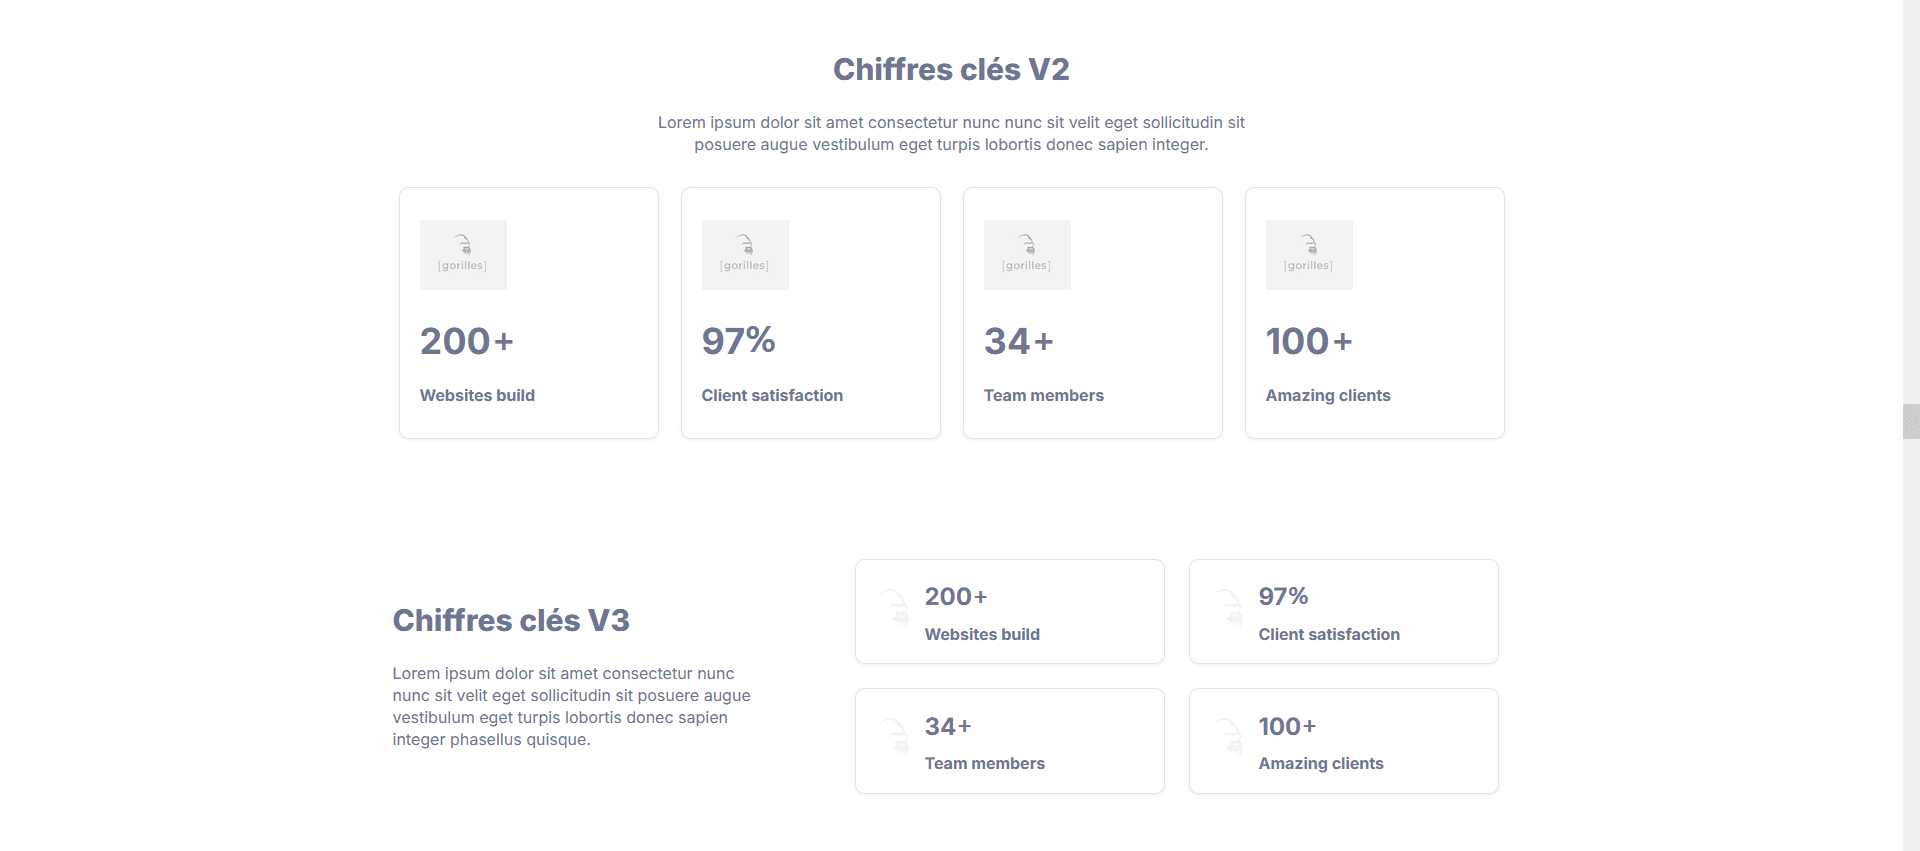 Chiffres clés V2
Lorem ipsum dolor sit amet consectetur nunc nunc sit velit eget sollicitudin sit
posuere augue vestibulum eget turpis lobortis donec sapien integer.
[gorilles]
200+
Websites build
[gorilles]
97%
Client satisfaction
[gorilles]
34+
Team members
[gorilles]
100+
Amazing clients
Chiffres clés V3
Lorem ipsum dolor sit amet consectetur nunc
nunc sit velit eget sollicitudin sit posuere augue
vestibulum eget turpis lobortis donec sapien
integer phasellus quisque.
200+
Websites build
97%
Client satisfaction
34+
Team members
100+
Amazing clients